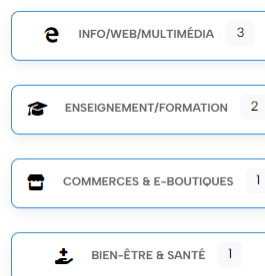 INFO/WEB/MULTIMÉDIA 3
ENSEIGNEMENT/FORMATION 2
COMMERCES & E-BOUTIQUES 1
BIEN-ÊTRE & SANTÉ 1